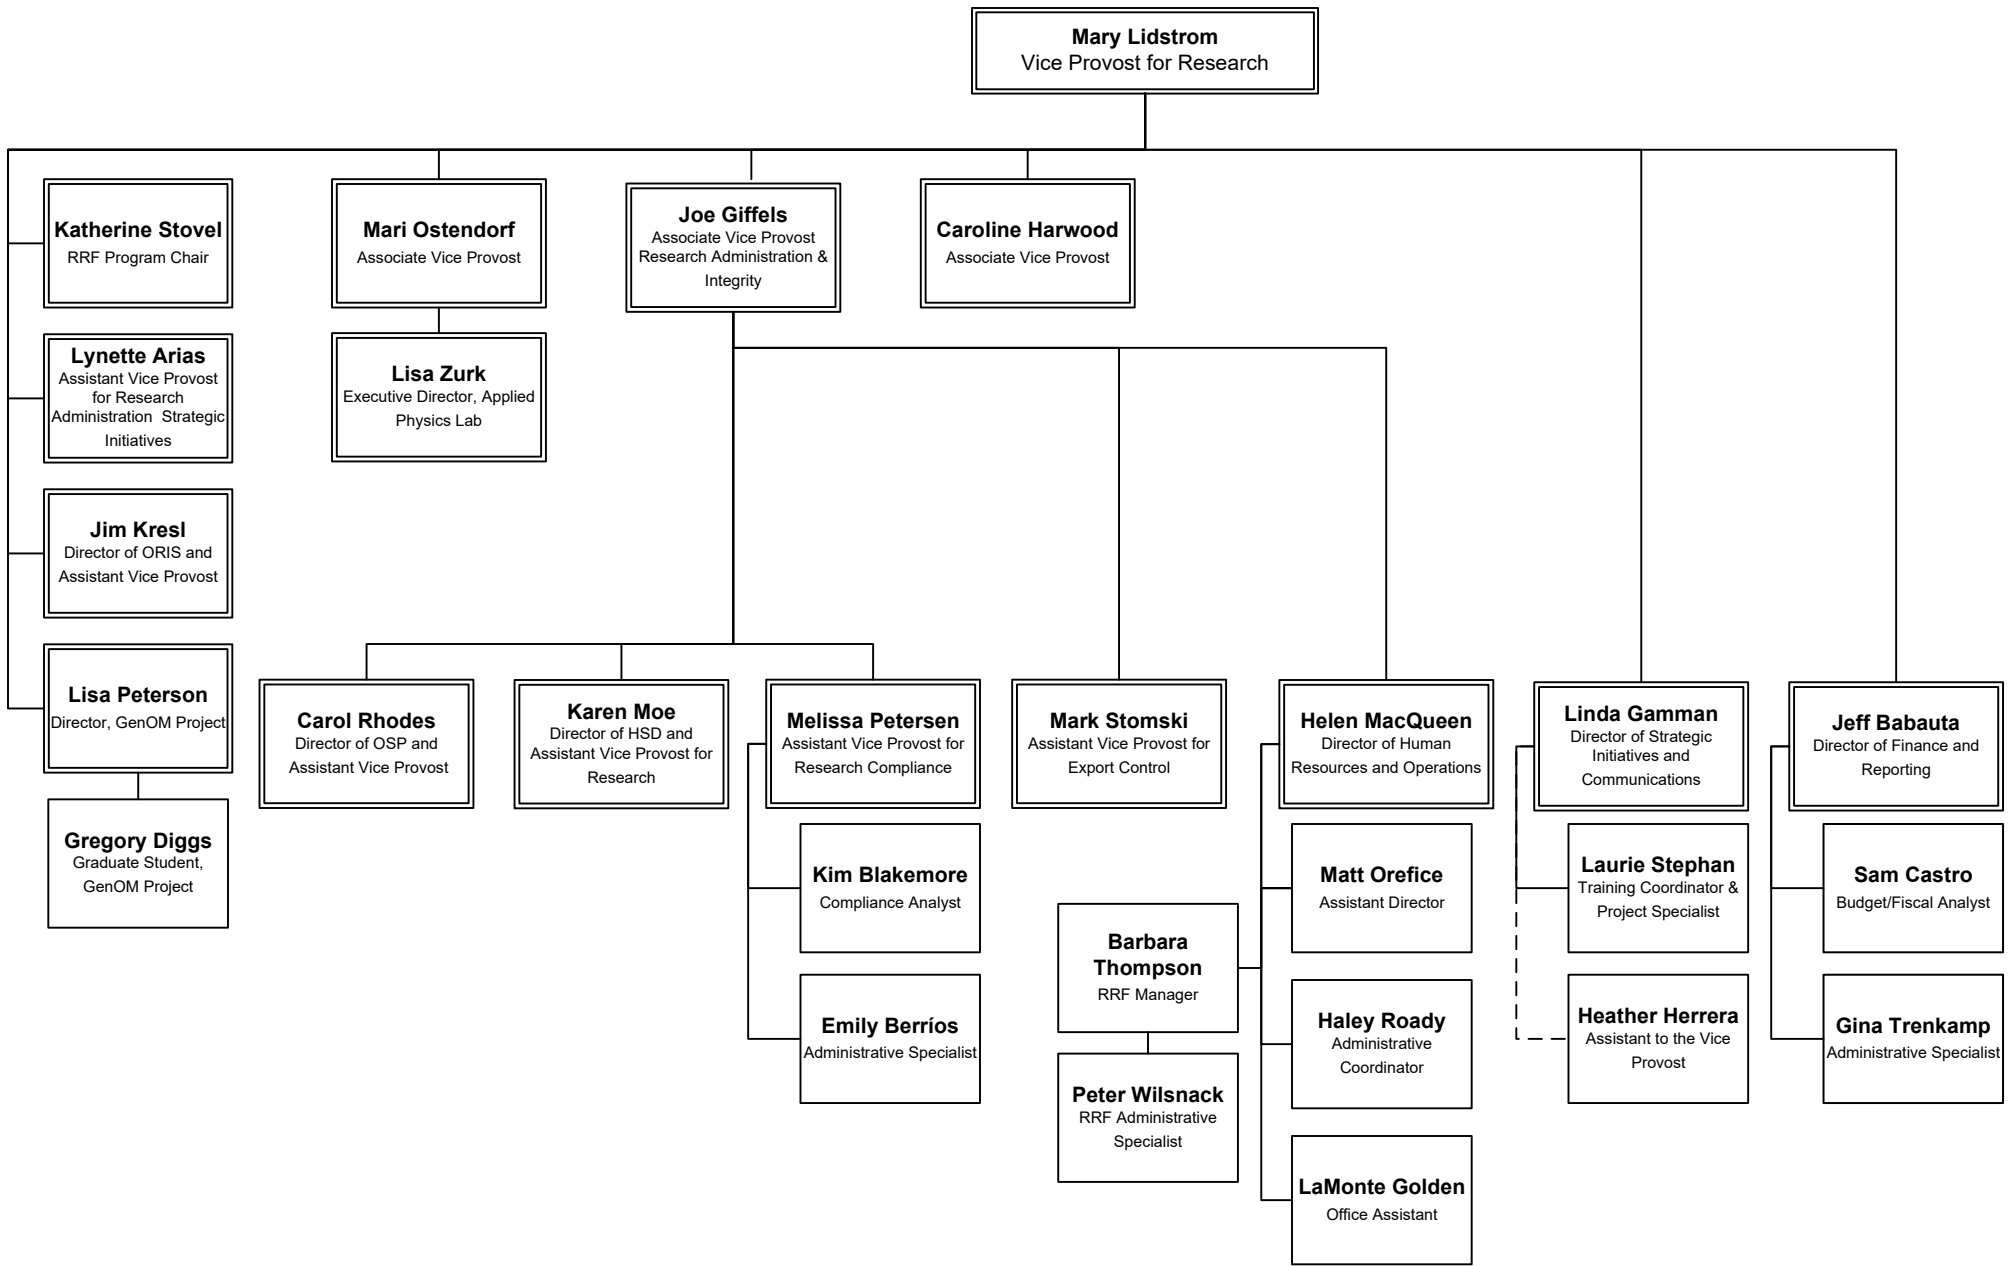 Mary Lidstrom
Vice Provost for Research
Katherine Stovel
RRF Program Chair
Mari Ostendorf
Associate Vice Provost
Joe Giffels
Associate Vice Provost
Research Administration &
Integrity
Caroline Harwood
Associate Vice Provost
Lynette Arias
Assistant Vice Provost
for Research
Administration  Strategic
Initiatives
Lisa Zurk
Executive Director, Applied
Physics Lab
Jim Kresl
Director of ORIS and
Assistant Vice Provost
Lisa Peterson
Director, GenOM Project
Gregory Diggs
Graduate Student,
GenOM Project
Carol Rhodes
Director of OSP and
Assistant Vice Provost
Karen Moe
Director of HSD and
Assistant Vice Provost for
Research
Melissa Petersen
Assistant Vice Provost for
Research Compliance
Mark Stomski
Assistant Vice Provost for
Export Control
Helen MacQueen
Director of Human
Resources and Operations
Linda Gamman
Director of Strategic
Initiatives and
Communications
Jeff Babauta
Director of Finance and
Reporting
Kim Blakemore
Compliance Analyst
Emily Berríos
Administrative Specialist
Barbara
Thompson
RRF Manager
Peter Wilsnack
RRF Administrative
Specialist
Matt Orefice
Assistant Director
Haley Roady
Administrative
Coordinator
LaMonte Golden
Office Assistant
Laurie Stephan
Training Coordinator &
Project Specialist
Heather Herrera
Assistant to the Vice
Provost
Sam Castro
Budget/Fiscal Analyst
Gina Trenkamp
Administrative Specialist